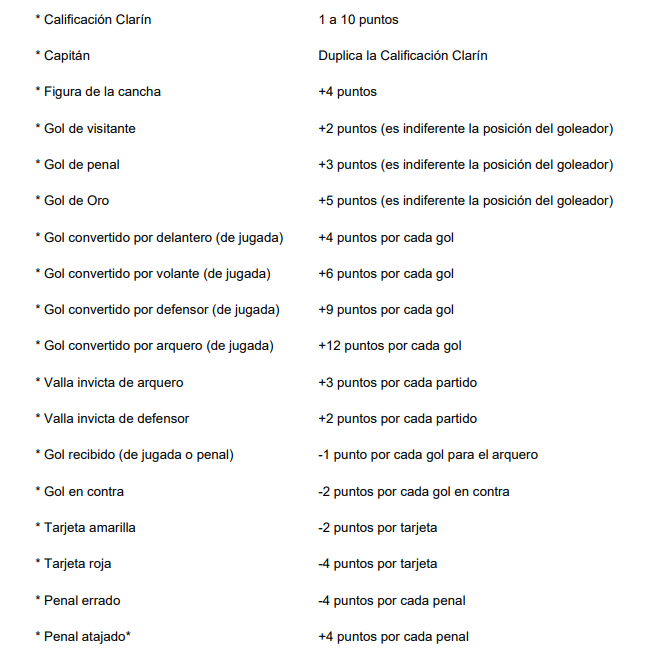 * Calificación Clarín 1 a 10 puntos
* Capitán Duplica la Calificación Clarín
* Figura de la cancha +4 puntos
* Gol de visitante +2 puntos (es indiferente la posición del goleador)
* Gol de penal +3 puntos (es indiferente la posición del goleador)
* Gol de Oro +5 puntos (es indiferente la posición del goleador)
* Gol convertido por delantero (de jugada) +4 puntos por cada gol
* Gol convertido por volante (de jugada) +6 puntos por cada gol
* Gol convertido por defensor (de jugada) +9 puntos por cada gol
* Gol convertido por arquero (de jugada) +12 puntos por cada gol
* Valla invicta de arquero +3 puntos por cada partido
* Valla invicta de defensor +2 puntos por cada partido
* Gol recibido (de jugada o penal) -1 punto por cada gol para el arquero
* Gol en contra -2 puntos por cada gol en contra
* Tarjeta amarilla -2 puntos por tarjeta
* Tarjeta roja -4 puntos por tarjeta
* Penal errado -4 puntos por cada penal
* Penal atajado* +4 puntos por cada penal